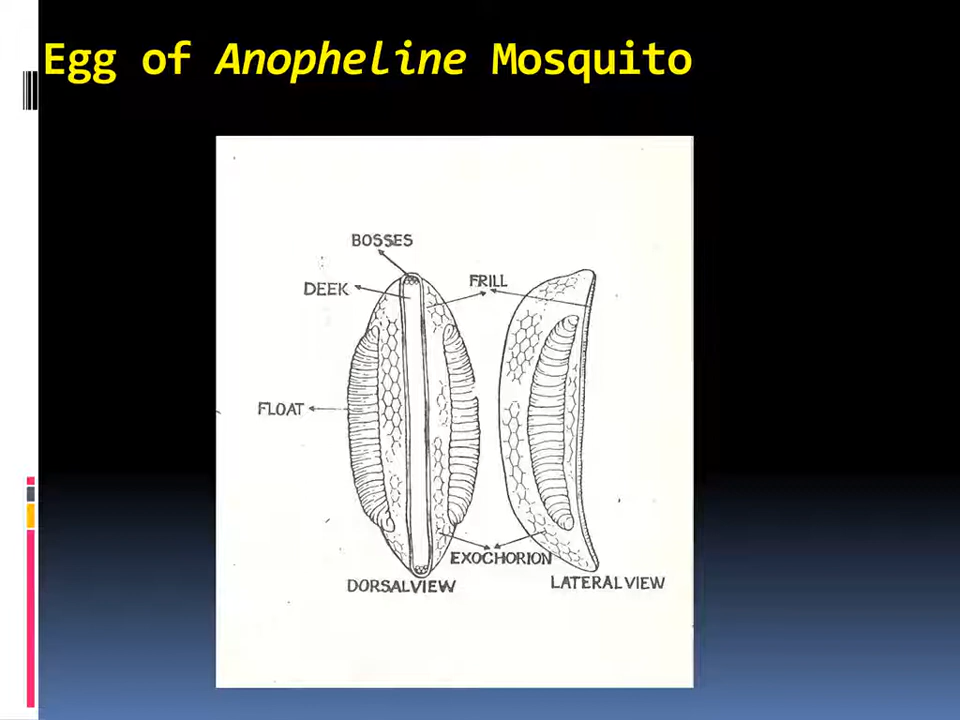 Egg of Anopheline Mosquito
BOSSES
DEEK
FRILL
FLOAT
EXOCHORION
DORSALVIEW
LATERALVIEW